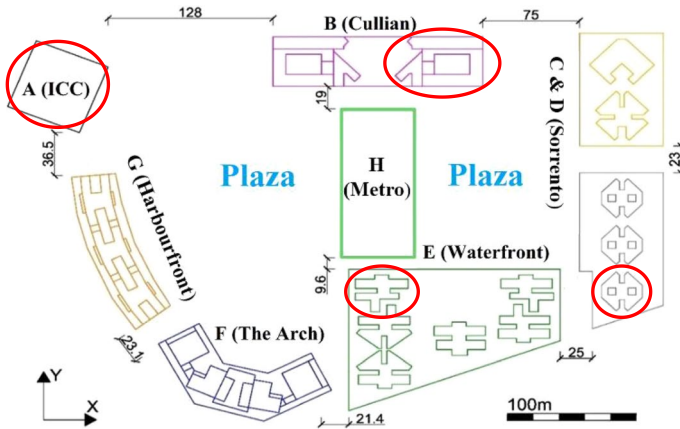 128
B (Cullian)
75
A (ICC)
19
C & D (Sorrento)
36.5
23
G (Harbourfront)
Plaza
H
(Metro)
Plaza
E (Waterfront)
9.6
23.1
F (The Arch)
25
Y
X
21.4
100m